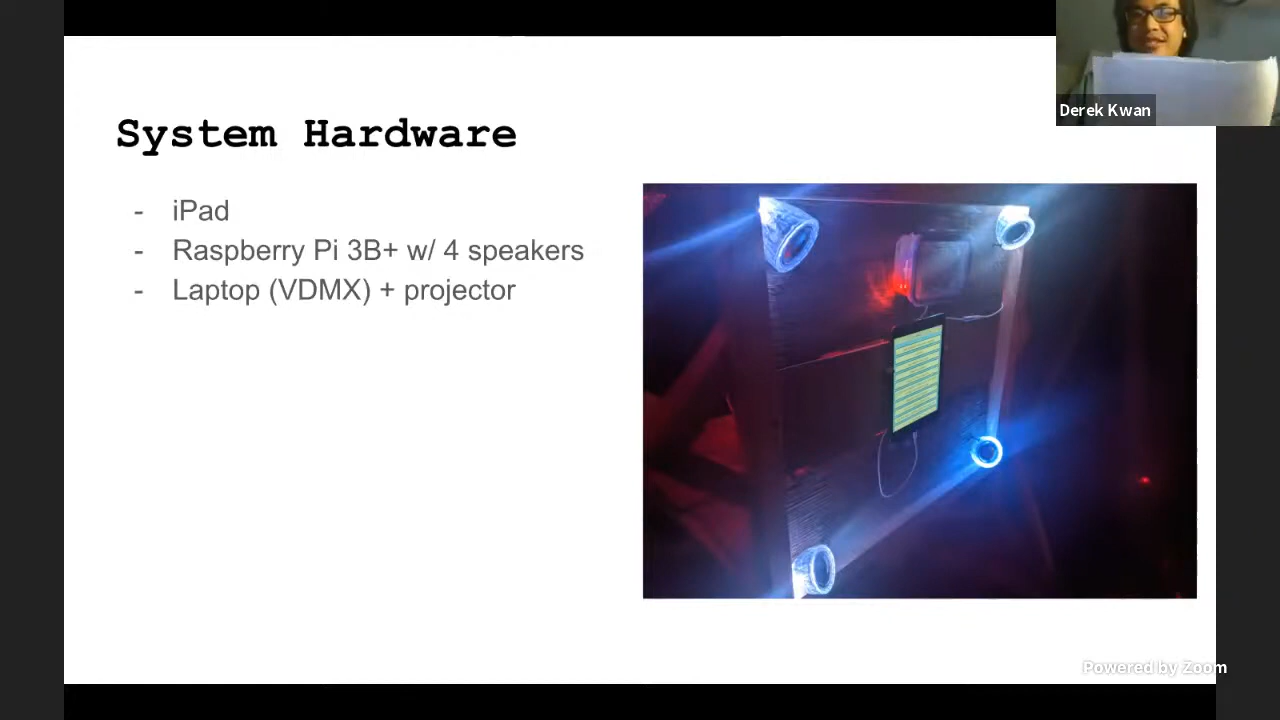 Derek Kwan
System Hardware
- iPad
- Raspberry Pi 3B+ w/ 4 speakers
- Laptop (VDMX) + projector
Powered by Zoom